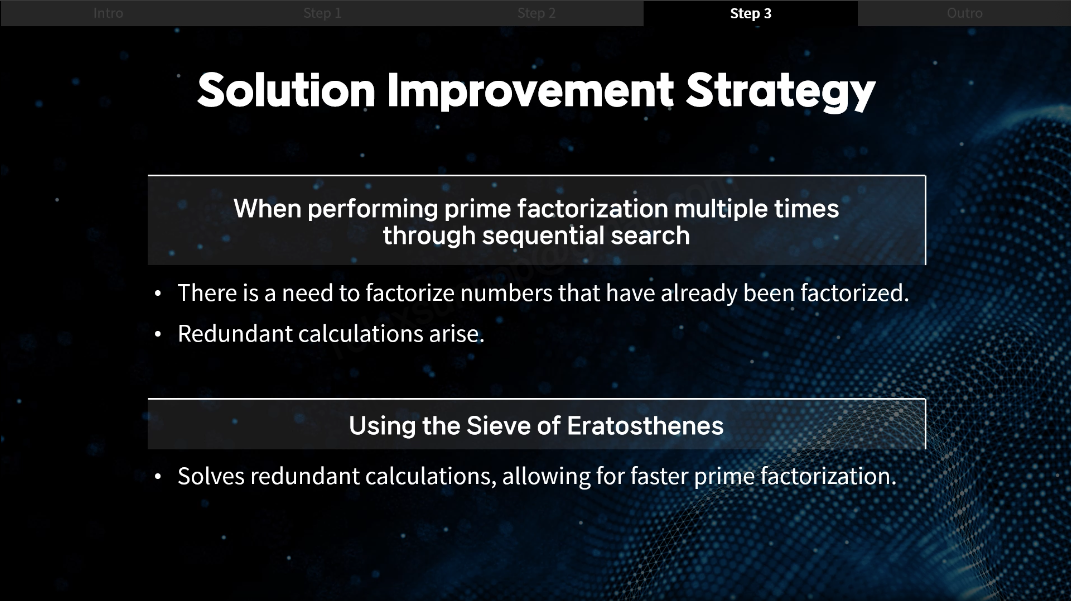 Intro
Step 1
Step 2
Step 3
Outro
Solution Improvement Strategy
When performing prime factorization multiple times
through sequential search
• There is a need to factorize numbers that have already been factorized.
• Redundant calculations arise.
Using the Sieve of Eratosthenes
• Solves redundant calculations, allowing for faster prime factorization.